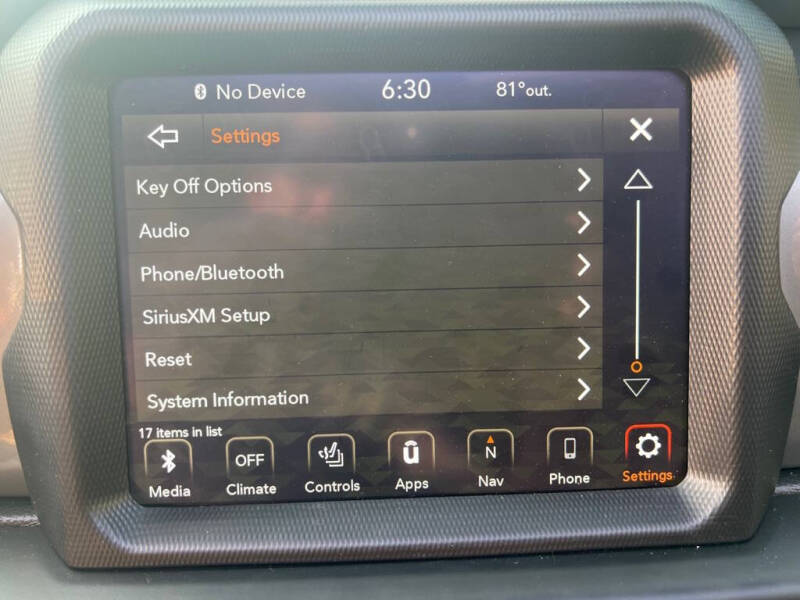 No Device 6:30 81°out.
Settings
Key Off Options
Audio
Phone/Bluetooth
SiriusXM Setup
Reset
System Information
17 items in list
OFF ū N
Media Climate Controls Apps Nav Phone Settings